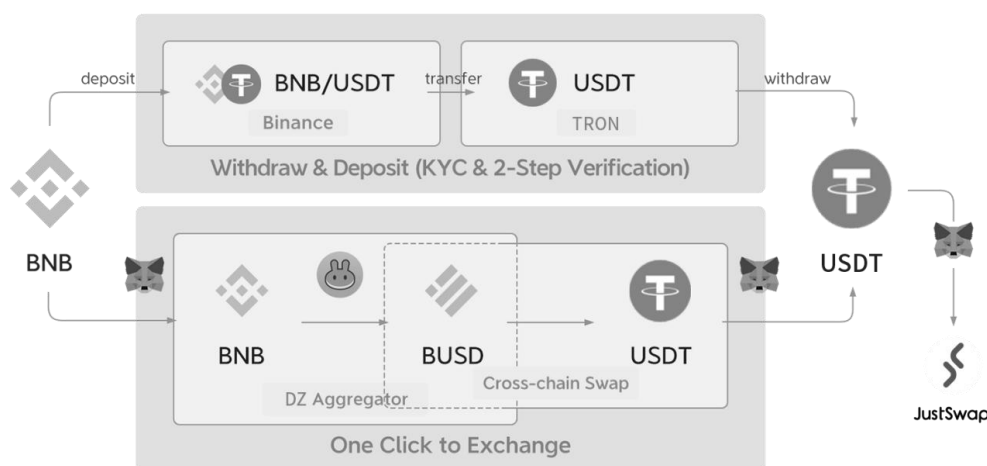 deposit
BNB/USDT
Binance
transfer
USDT
TRON
withdraw
Withdraw & Deposit (KYC & 2-Step Verification)
BNB
USDT
BNB
BUSD
USDT
DZ Aggregator
Cross-chain Swap
One Click to Exchange
JustSwap